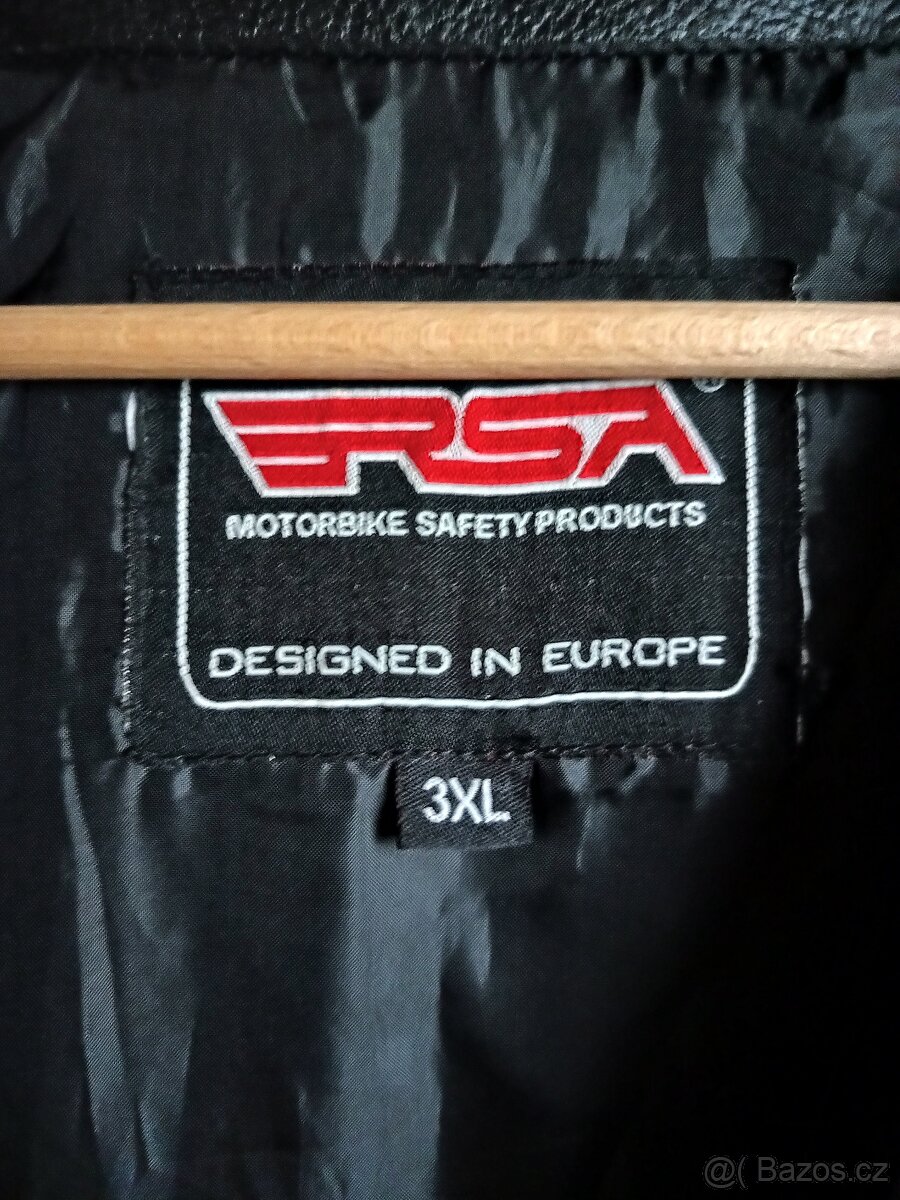 ®
RSA
MOTORBIKE SAFETY PRODUCTS
DESIGNED IN EUROPE
3XL
@( Bazos.cz